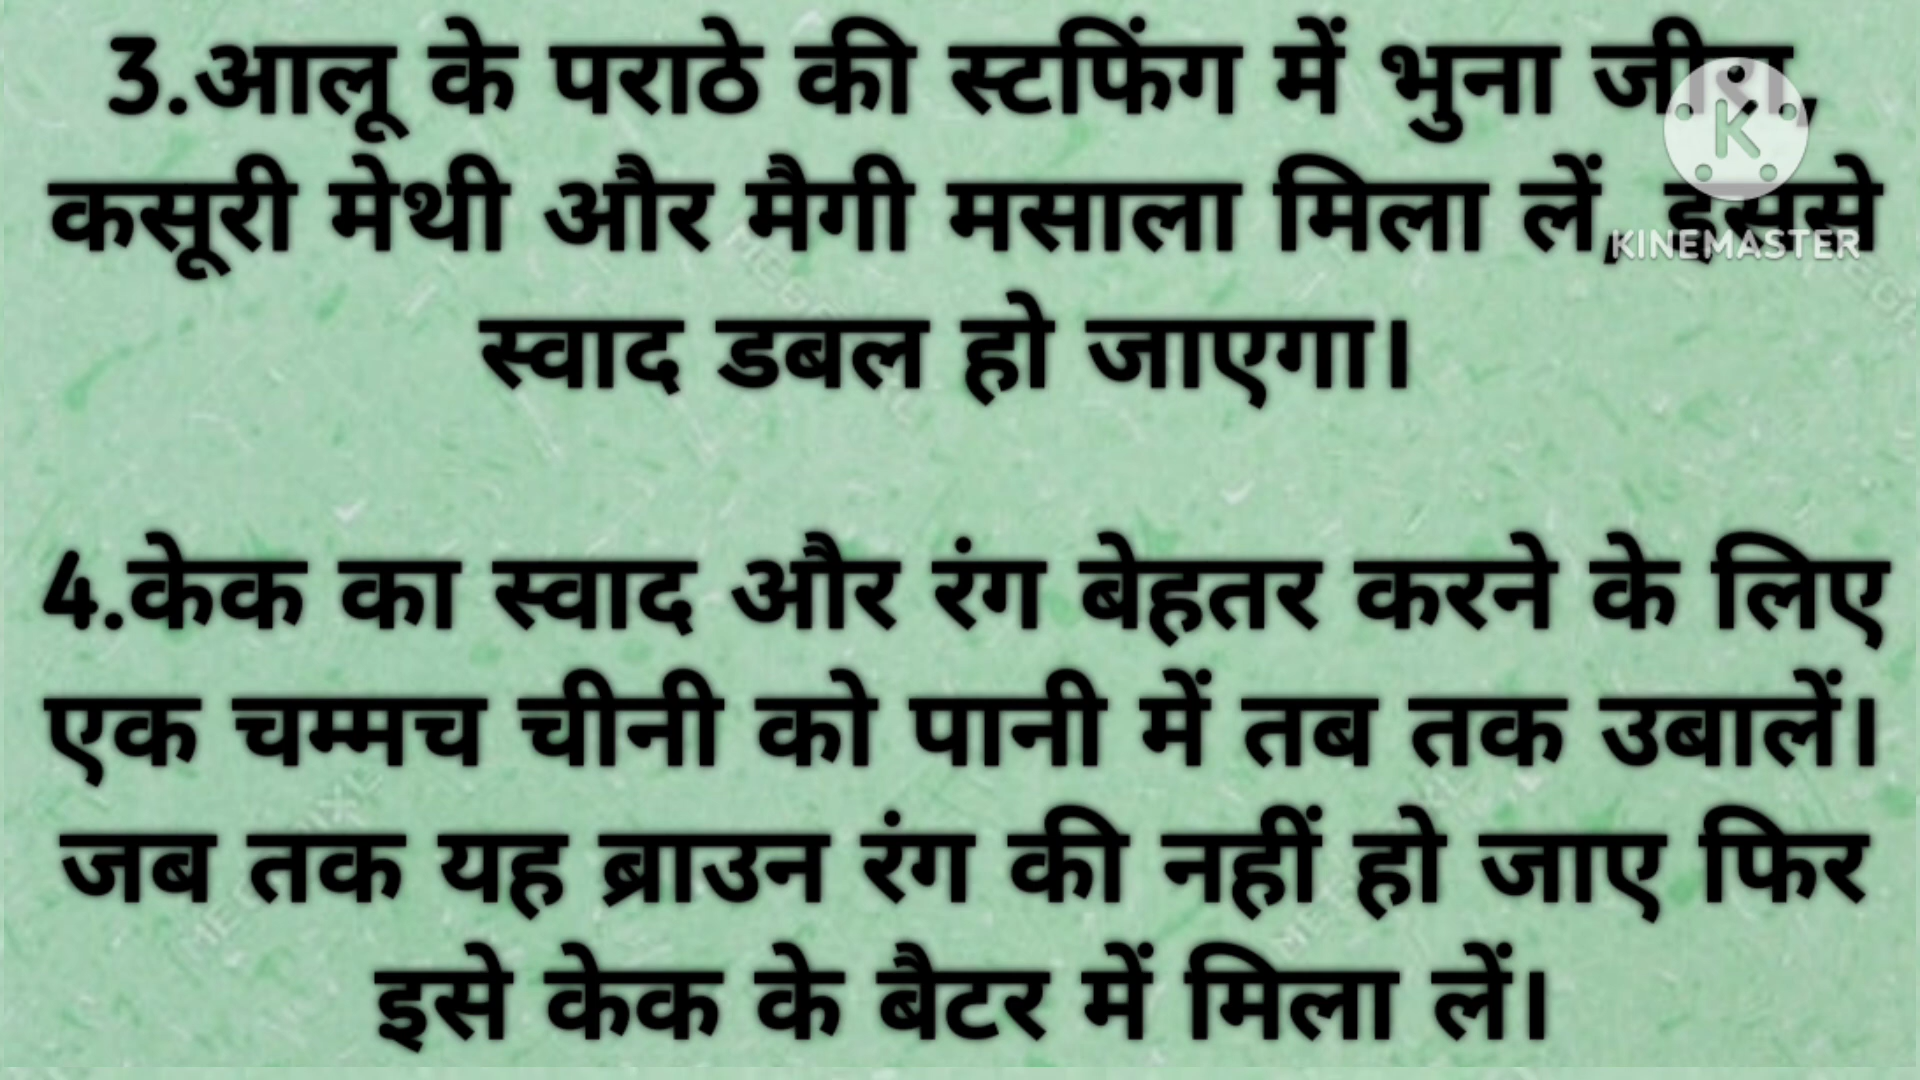 3.आलू के पराठे की स्टफिंग में भुना जीरा,
कसूरी मेथी और मैगी मसाला मिला लें, इससे
स्वाद डबल हो जाएगा।
4.केक का स्वाद और रंग बेहतर करने के लिए
एक चम्मच चीनी को पानी में तब तक उबालें।
जब तक यह ब्राउन रंग की नहीं हो जाए फिर
इसे केक के बैटर में मिला लें।
K
KINEMASTER